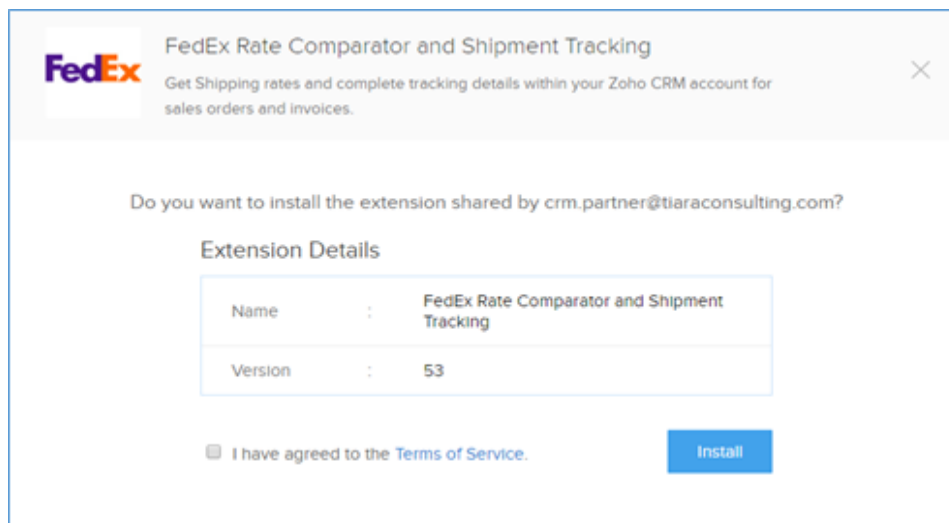 FedEx
FedEx Rate Comparator and Shipment Tracking
Get Shipping rates and complete tracking details within your Zoho CRM account for
sales orders and invoices.
Do you want to install the extension shared by crm.partner@tiaraconsulting.com?
Extension Details
Name : FedEx Rate Comparator and Shipment
Tracking
Version : 53
I have agreed to the Terms of Service.
Install